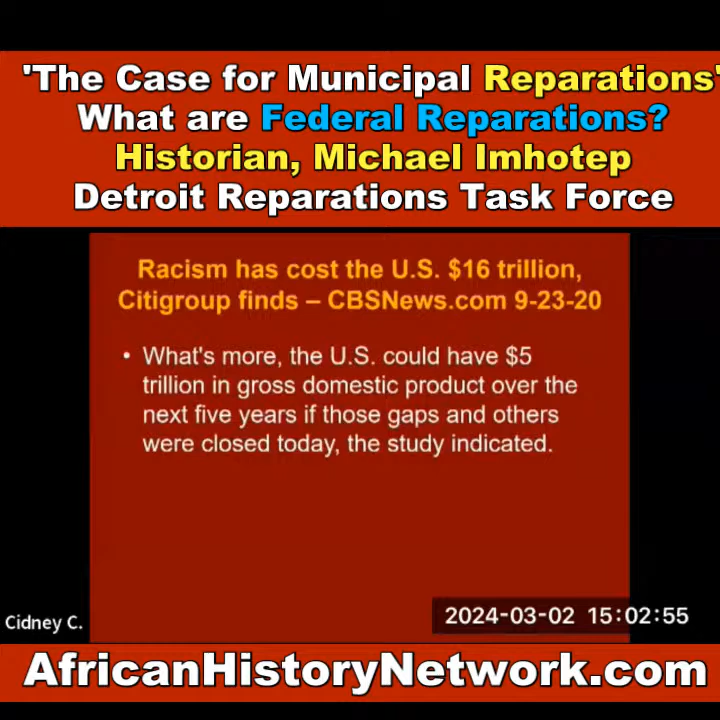 'The Case for Municipal Reparations'
What are Federal Reparations?
Historian, Michael Imhotep
Detroit Reparations Task Force
Racism has cost the U.S. $16 trillion,
Citigroup finds – CBSNews.com 9-23-20
• What's more, the U.S. could have $5
trillion in gross domestic product over the
next five years if those gaps and others
were closed today, the study indicated.
Cidney C.
2024-03-02 15:02:55
AfricanHistoryNetwork.com